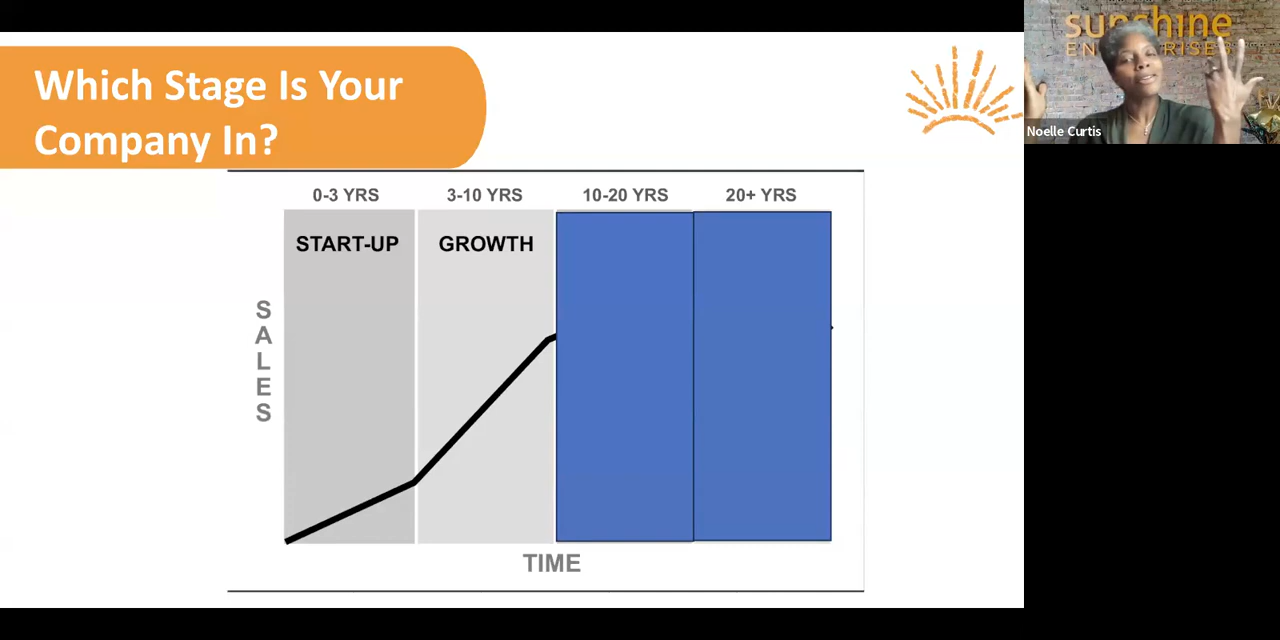 Which Stage Is Your
Company In?
0-3 YRS
3-10 YRS
10-20 YRS
20+ YRS
START-UP
GROWTH
SALES
TIME
sunshine
Noelle Curtis